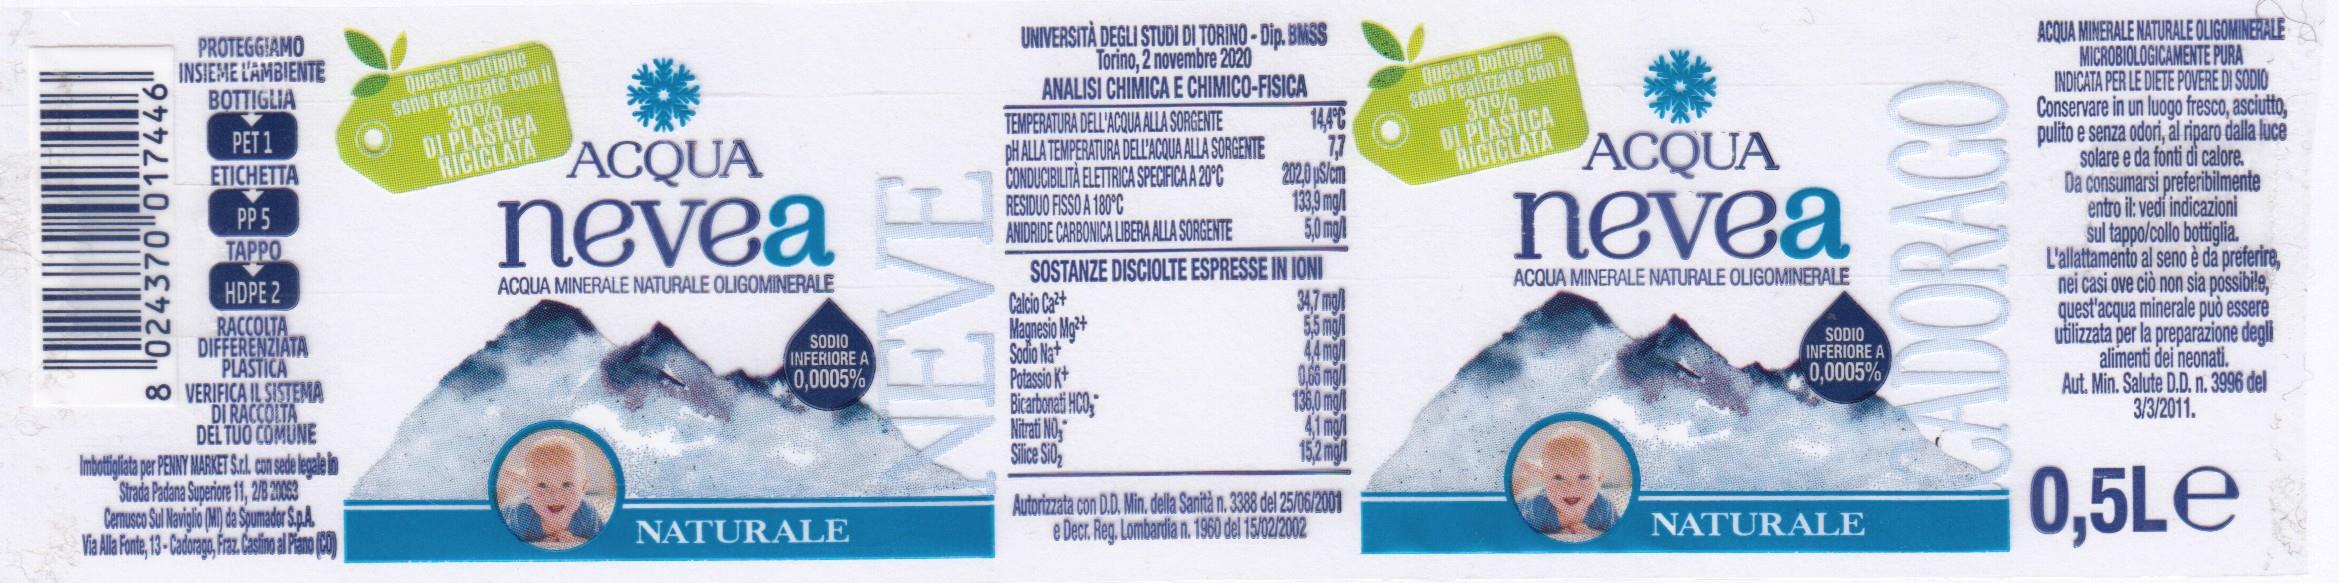 8 024370 017446
PROTEGGIAMO
INSIEME L'AMBIENTE
BOTTIGLIA
PET 1
ETICHETTA
PP 5
TAPPO
HDPE 2
RACCOLTA
DIFFERENZIATA
PLASTICA
VERIFICA IL SISTEMA
DI RACCOLTA
DEL TUO COMUNE
Imbottigliata per PENNY MARKET S.r.l. con sede legale in
Strada Padana Superiore 11, 2/B 20063
Cernusco Sul Naviglio (MI) da Spumador S.p.A.
Via Alla Fonte, 13 - Cadorago, Fraz. Caslino al Piano (CO)
Queste bottiglie
sono realizzate con il
30%
DI PLASTICA
RICICLATA
ACQUA
nevea
ACQUA MINERALE NATURALE OLIGOMINERALE
SODIO
INFERIORE A
0,0005%
NATURALE
NEVE
UNIVERSITÀ DEGLI STUDI DI TORINO - Dip. BMSS
Torino, 2 novembre 2020
ANALISI CHIMICA E CHIMICO-FISICA
TEMPERATURA DELL'ACQUA ALLA SORGENTE 14,4°C
pH ALLA TEMPERATURA DELL'ACQUA ALLA SORGENTE 7,7
CONDUCIBILITÀ ELETTRICA SPECIFICA A 20°C 202,0 µS/cm
RESIDUO FISSO A 180°C 133,9 mg/l
ANIDRIDE CARBONICA LIBERA ALLA SORGENTE 5,0 mg/l
SOSTANZE DISCIOLTE ESPRESSE IN IONI
Calcio Ca²⁺ 34,7 mg/l
Magnesio Mg²⁺ 5,5 mg/l
Sodio Na⁺ 4,4 mg/l
Potassio K⁺ 0,66 mg/l
Bicarbonati HCO₃⁻ 136,0 mg/l
Nitrati NO₃⁻ 4,1 mg/l
Silice SiO₂ 15,2 mg/l
Autorizzata con D.D. Min. della Sanità n. 3388 del 25/06/2001
e Decr. Reg. Lombardia n. 1960 del 15/02/2002
Queste bottiglie
sono realizzate con il
30%
DI PLASTICA
RICICLATA
ACQUA
nevea
ACQUA MINERALE NATURALE OLIGOMINERALE
SODIO
INFERIORE A
0,0005%
NATURALE
CADORAGO
ACQUA MINERALE NATURALE OLIGOMINERALE
MICROBIOLOGICAMENTE PURA
INDICATA PER LE DIETE POVERE DI SODIO
Conservare in un luogo fresco, asciutto,
pulito e senza odori, al riparo dalla luce
solare e da fonti di calore.
Da consumarsi preferibilmente
entro il: vedi indicazioni
sul tappo/collo bottiglia.
L'allattamento al seno è da preferire,
nei casi ove ciò non sia possibile,
quest'acqua minerale può essere
utilizzata per la preparazione degli
alimenti dei neonati.
Aut. Min. Salute D.D. n. 3996 del
3/3/2011.
0,5L℮